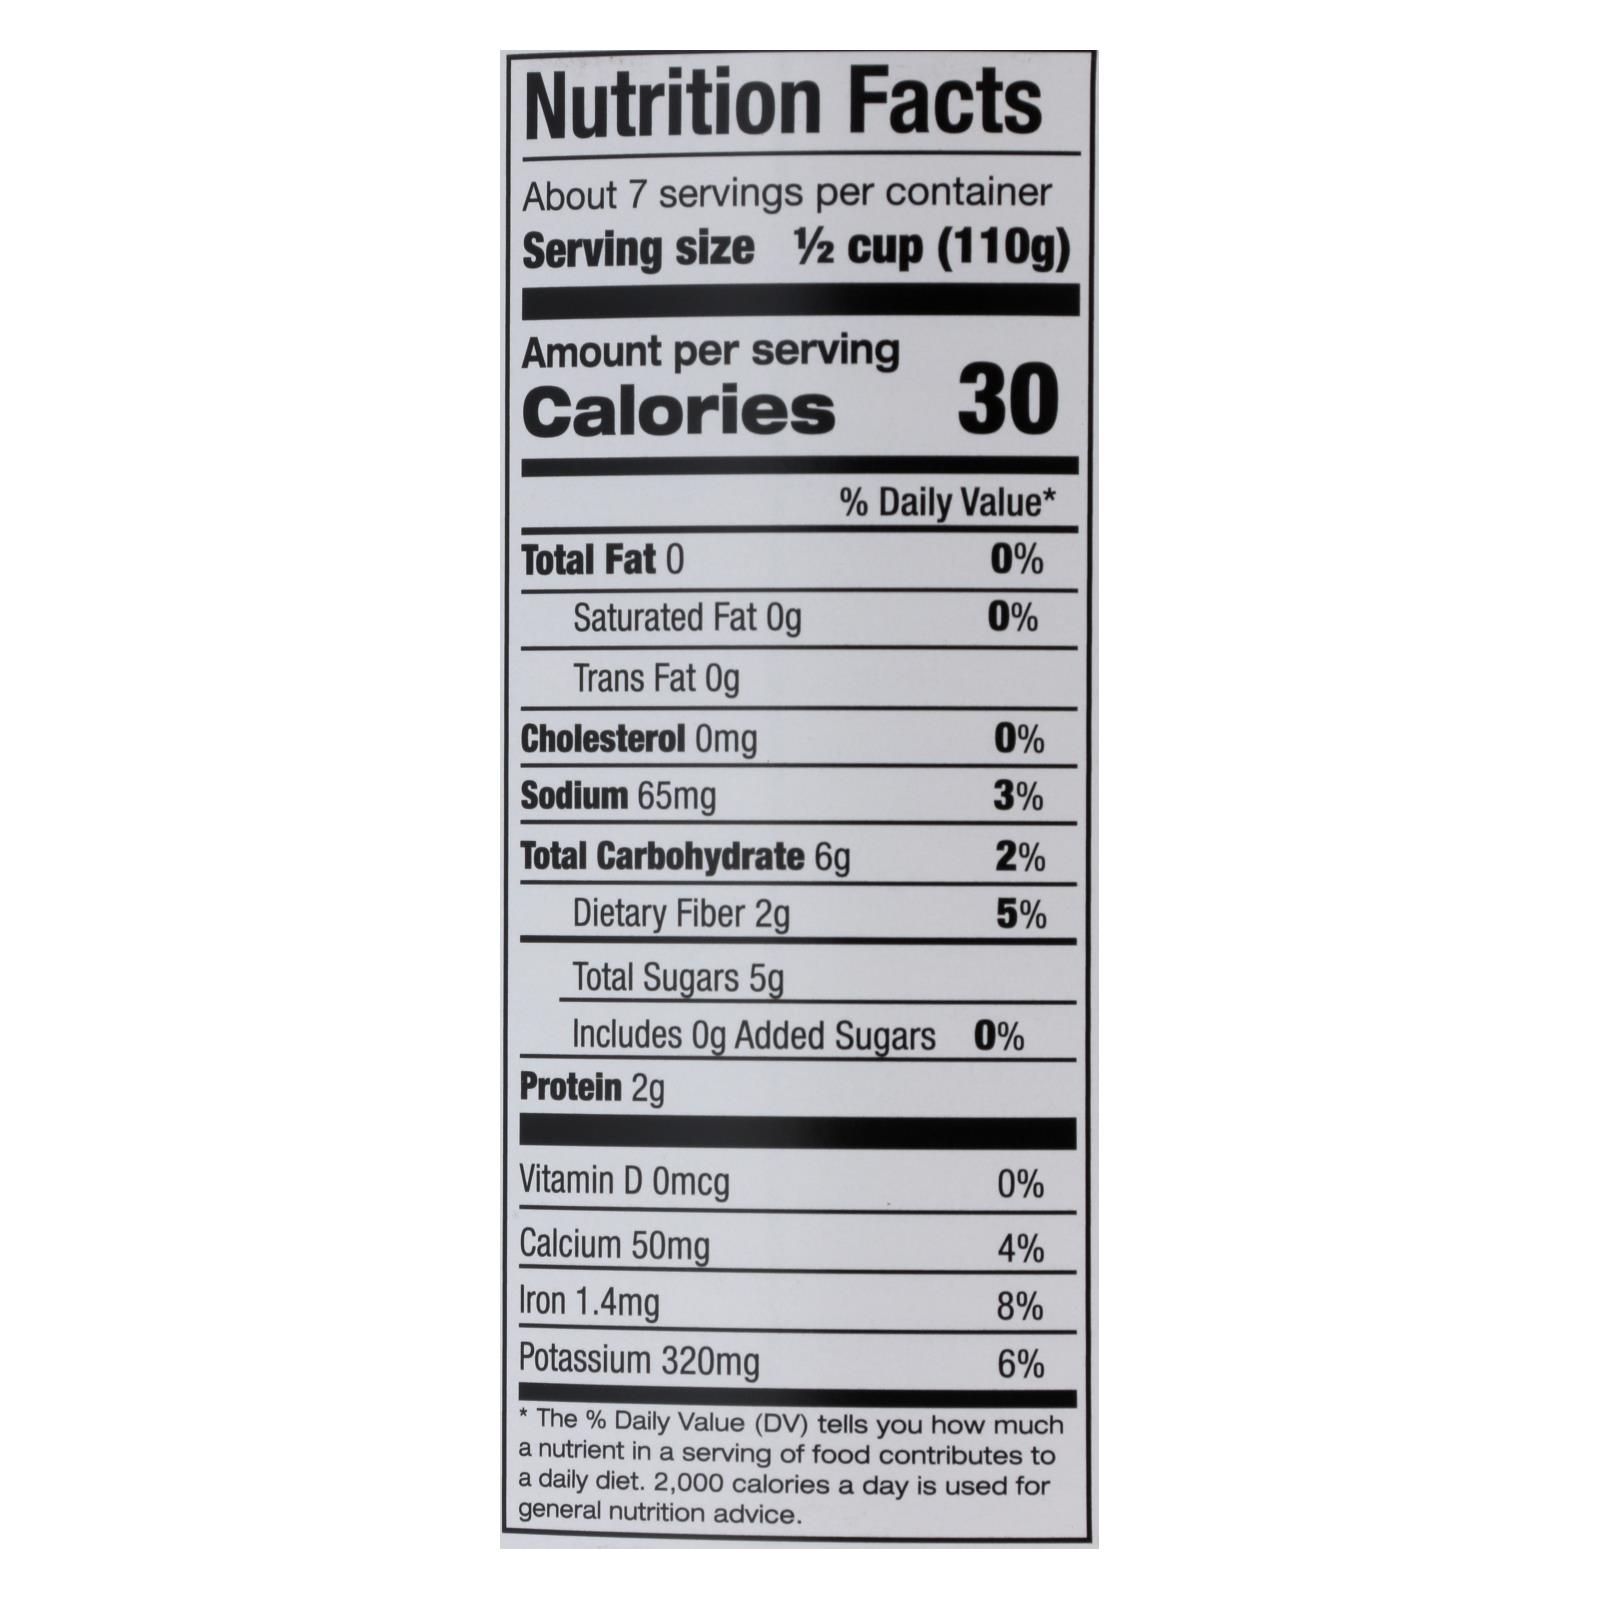 Nutrition Facts
About 7 servings per container
Serving size ½ cup (110g)
Amount per serving
Calories 30
% Daily Value*
Total Fat 0 0%
Saturated Fat 0g 0%
Trans Fat 0g
Cholesterol 0mg 0%
Sodium 65mg 3%
Total Carbohydrate 6g 2%
Dietary Fiber 2g 5%
Total Sugars 5g
Includes 0g Added Sugars 0%
Protein 2g
Vitamin D 0mcg 0%
Calcium 50mg 4%
Iron 1.4mg 8%
Potassium 320mg 6%
* The % Daily Value (DV) tells you how much
a nutrient in a serving of food contributes to
a daily diet. 2,000 calories a day is used for
general nutrition advice.